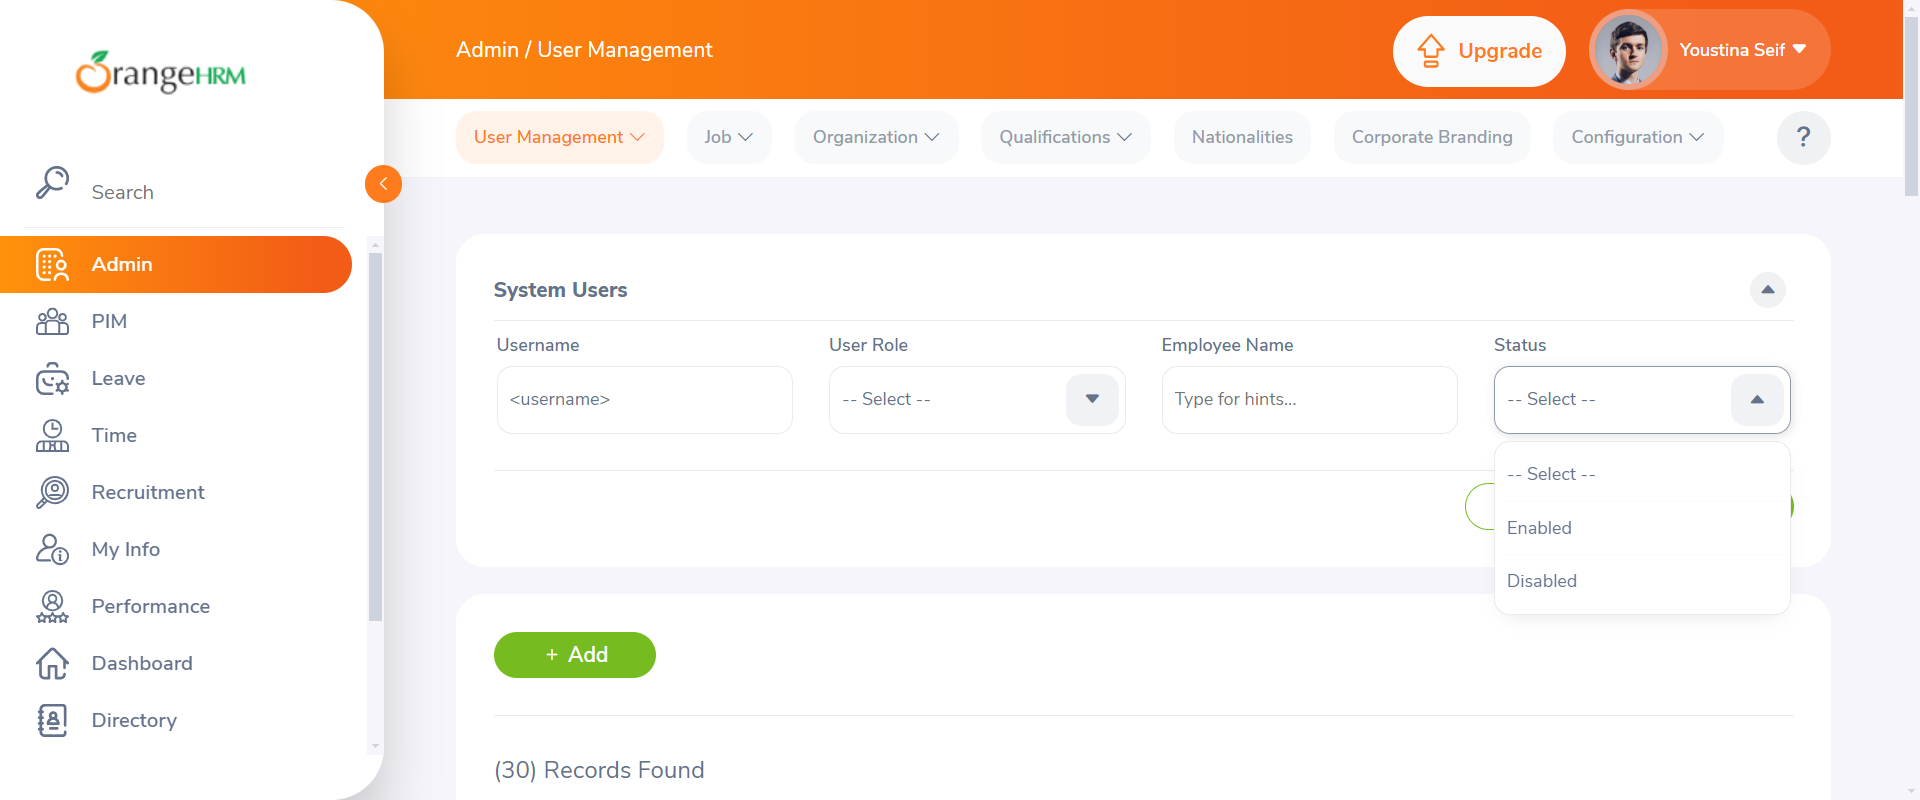 OrangeHRM
Admin / User Management
Upgrade
Youstina Seif
User Management
Job
Organization
Qualifications
Nationalities
Corporate Branding
Configuration
?
Search
Admin
PIM
Leave
Time
Recruitment
My Info
Performance
Dashboard
Directory
System Users
Username
User Role
Employee Name
Status
<username>
-- Select --
Type for hints...
-- Select --
-- Select --
Enabled
Disabled
+ Add
(30) Records Found